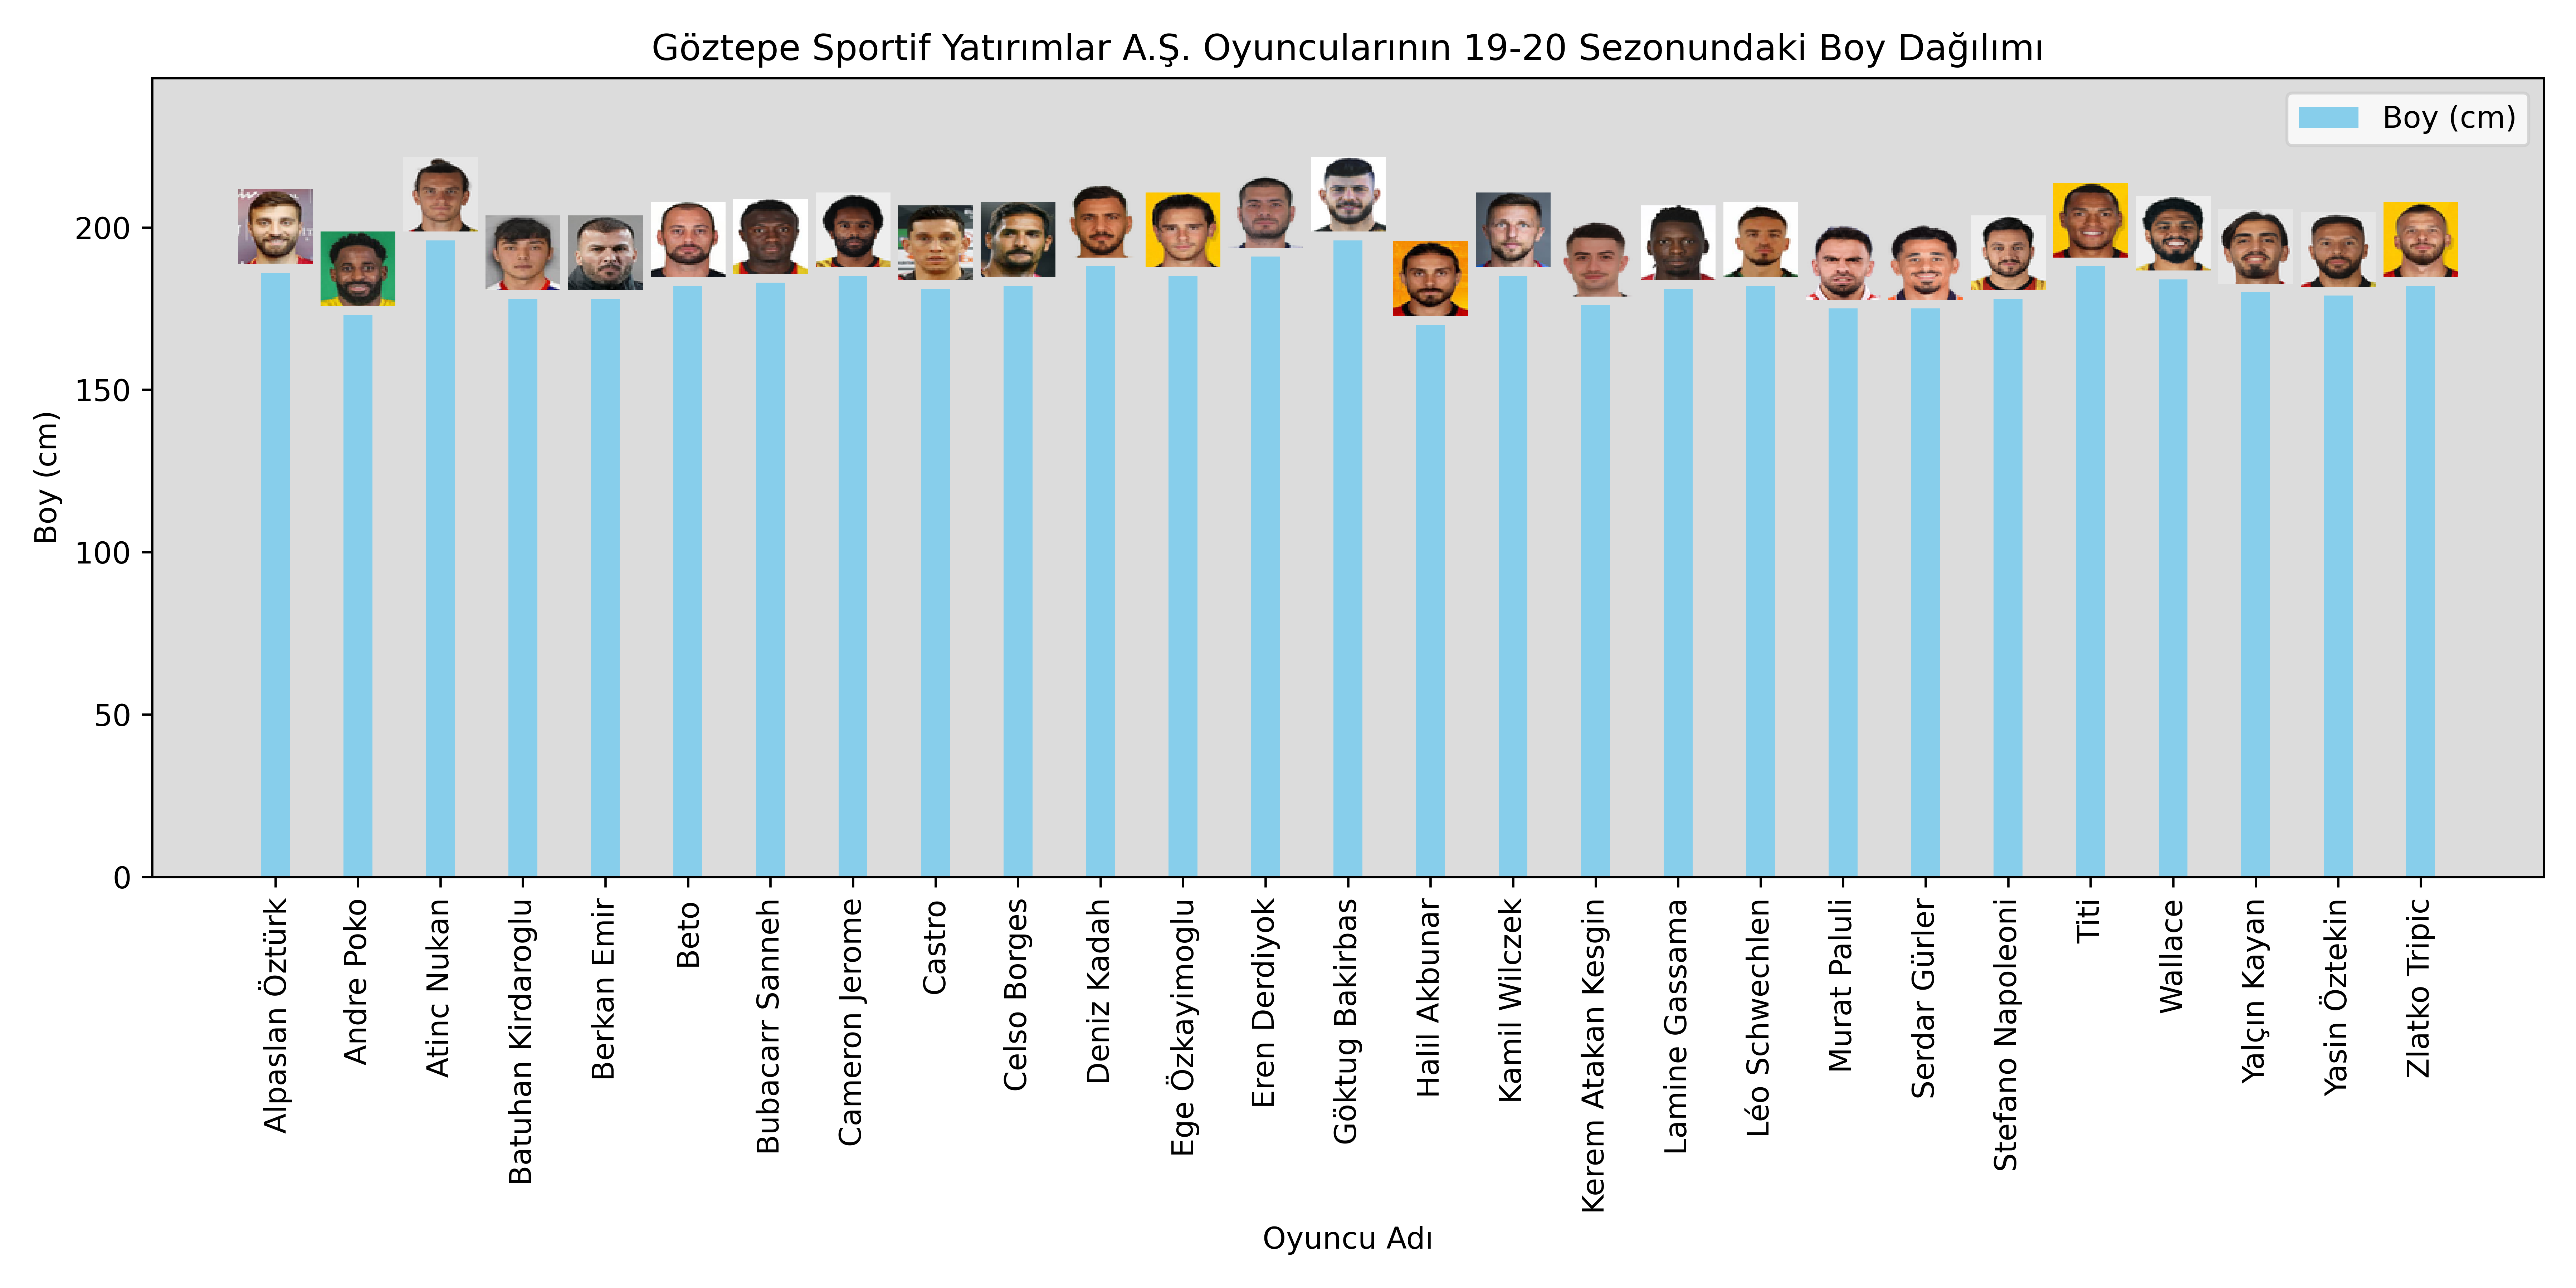 Göztepe Sportif Yatırımlar A.Ş. Oyuncularının 19-20 Sezonundaki Boy Dağılımı
Boy (cm)
200
150
100
50
0
Boy (cm)
Alpaslan Öztürk
Andre Poko
Atinc Nukan
Batuhan Kirdaroglu
Berkan Emir
Beto
Bubacarr Sanneh
Cameron Jerome
Castro
Celso Borges
Deniz Kadah
Ege Özkayimoglu
Eren Derdiyok
Göktug Bakirbas
Halil Akbunar
Kamil Wilczek
Kerem Atakan Kesgin
Lamine Gassama
Léo Schwechlen
Murat Paluli
Serdar Gürler
Stefano Napoleoni
Titi
Wallace
Yalçın Kayan
Yasin Öztekin
Zlatko Tripic
Oyuncu Adı